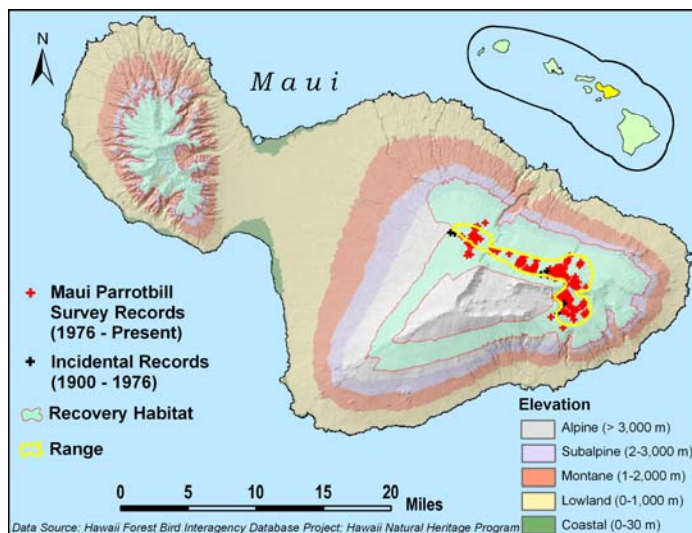 N
Maui
Maui Parrotbill
Survey Records
(1976 - Present)
Incidental Records
(1900 - 1976)
Recovery Habitat
Range
0 5 10 15 20
Miles
Elevation
Alpine (> 3,000 m)
Subalpine (2-3,000 m)
Montane (1-2,000 m)
Lowland (0-1,000 m)
Coastal (0-30 m)
Data Source: Hawaii Forest Bird Interagency Database Project; Hawaii Natural Heritage Program